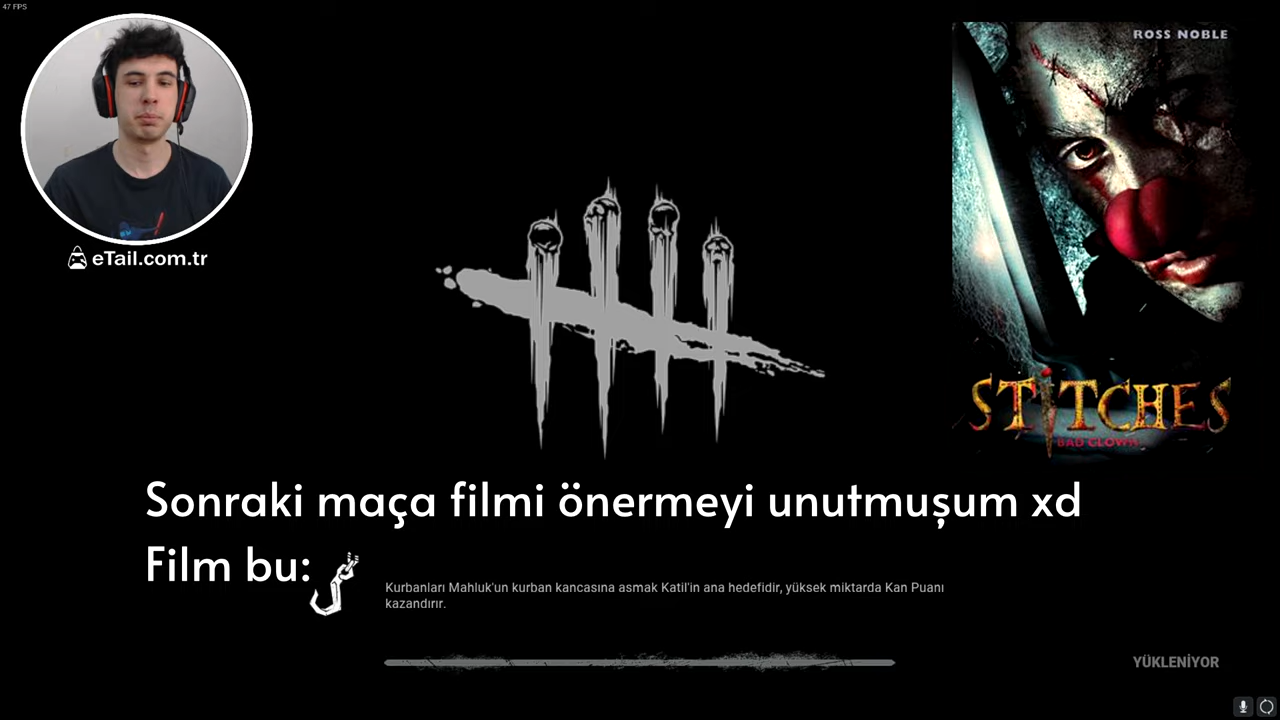 47 FPS
ROSS NOBLE
eTail.com.tr
STITCHES
BAD CLOWN
Sonraki maça filmi önermeyi unutmuşum xd
Film bu:
Kurbanları Mahluk'un kurban kancasına asmak Katil'in ana hedefidir, yüksek miktarda Kan Puanı
kazandırır.
YÜKLENİYOR